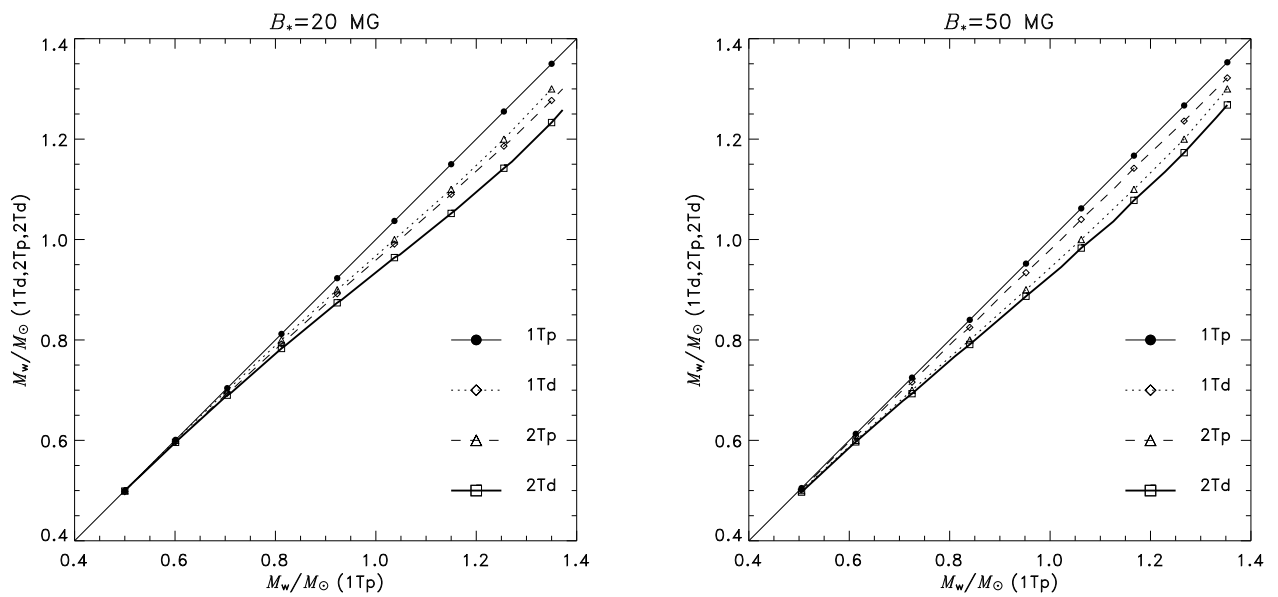 B*=20 MG
1.4
1.2
1.0
0.8
0.6
0.4
Mw/M☉ (1Td,2Tp,2Td)
1Tp
1Td
2Tp
2Td
0.4 0.6 0.8 1.0 1.2 1.4
Mw/M☉ (1Tp)
B*=50 MG
1.4
1.2
1.0
0.8
0.6
0.4
Mw/M☉ (1Td,2Tp,2Td)
1Tp
1Td
2Tp
2Td
0.4 0.6 0.8 1.0 1.2 1.4
Mw/M☉ (1Tp)